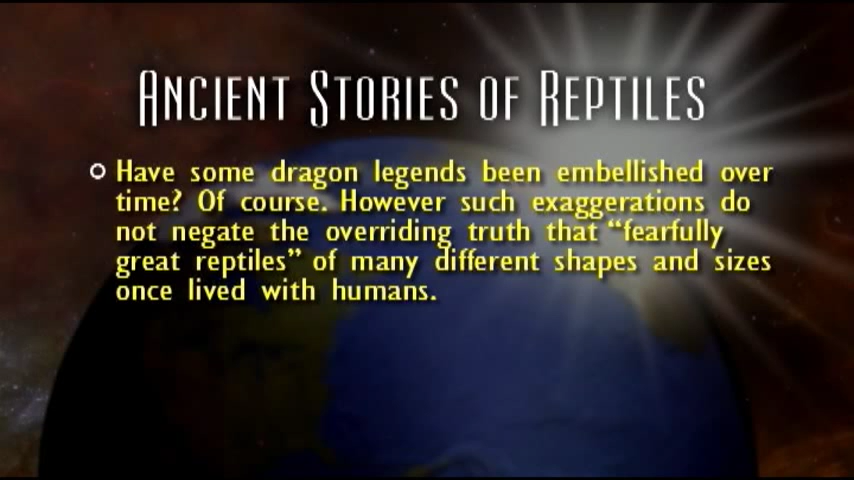 Ancient Stories of Reptiles
Have some dragon legends been embellished over
time? Of course. However such exaggerations do
not negate the overriding truth that “fearfully
great reptiles” of many different shapes and sizes
once lived with humans.